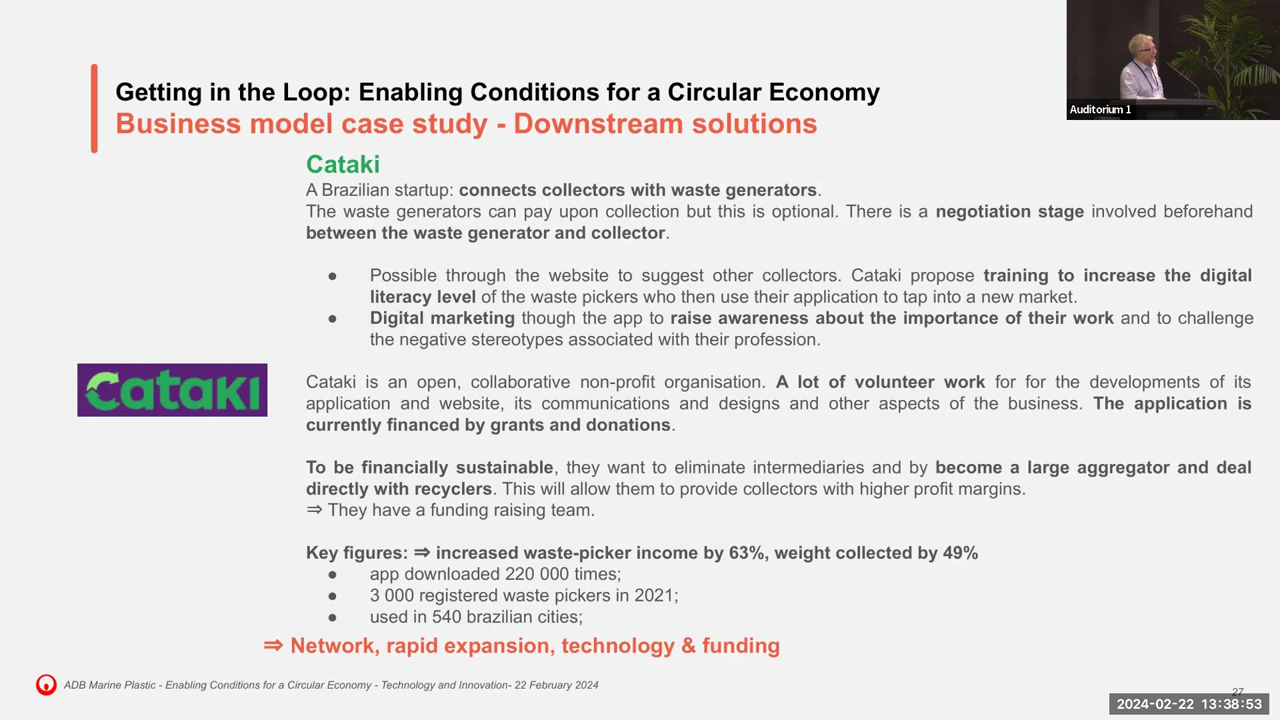 Auditorium 1
Getting in the Loop: Enabling Conditions for a Circular Economy
Business model case study - Downstream solutions
Cataki
A Brazilian startup: connects collectors with waste generators.
The waste generators can pay upon collection but this is optional. There is a negotiation stage involved beforehand
between the waste generator and collector.
● Possible through the website to suggest other collectors. Cataki propose training to increase the digital
literacy level of the waste pickers who then use their application to tap into a new market.
● Digital marketing though the app to raise awareness about the importance of their work and to challenge
the negative stereotypes associated with their profession.
Cataki
Cataki is an open, collaborative non-profit organisation. A lot of volunteer work for for the developments of its
application and website, its communications and designs and other aspects of the business. The application is
currently financed by grants and donations.
To be financially sustainable, they want to eliminate intermediaries and by become a large aggregator and deal
directly with recyclers. This will allow them to provide collectors with higher profit margins.
⇒ They have a funding raising team.
Key figures: ⇒ increased waste-picker income by 63%, weight collected by 49%
● app downloaded 220 000 times;
● 3 000 registered waste pickers in 2021;
● used in 540 brazilian cities;
⇒ Network, rapid expansion, technology & funding
ADB Marine Plastic - Enabling Conditions for a Circular Economy - Technology and Innovation- 22 February 2024
27
2024-02-22 13:38:53